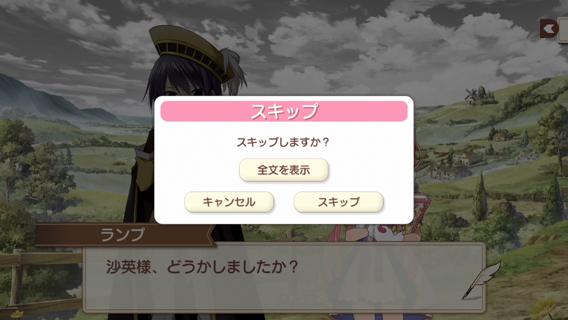 スキップ
スキップしますか？
全文を表示
キャンセル
スキップ
ランプ
沙英様、どうかしましたか？